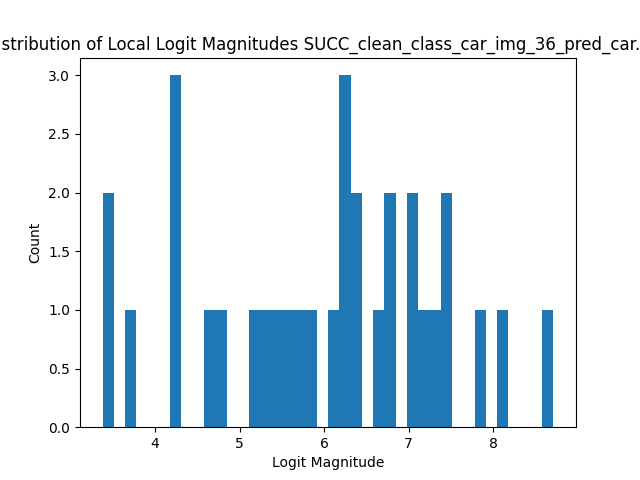 stribution of Local Logit Magnitudes SUCC_clean_class_car_img_36_pred_car.
3.0
2.5
2.0
1.5
1.0
0.5
0.0
Count
4 5 6 7 8
Logit Magnitude